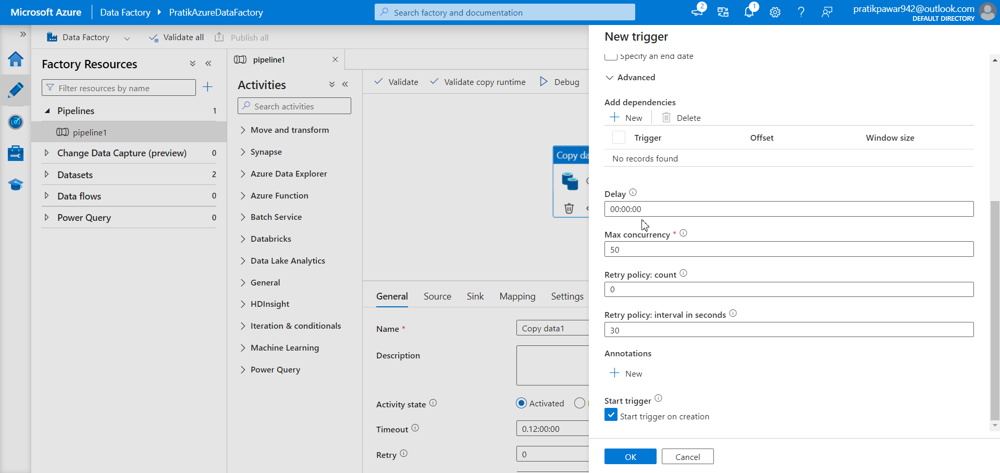 Microsoft Azure
Data Factory
PratikAzureDataFactory
Search factory and documentation
2
1
pratikpawar942@outlook.com
DEFAULT DIRECTORY
Data Factory
Validate all
Publish all
Factory Resources
Filter resources by name
Pipelines 1
pipeline1
Change Data Capture (preview) 0
Datasets 2
Data flows 0
Power Query 0
pipeline1
Activities
Search activities
Move and transform
Synapse
Azure Data Explorer
Azure Function
Batch Service
Databricks
Data Lake Analytics
General
HDInsight
Iteration & conditionals
Machine Learning
Power Query
Validate
Validate copy runtime
Debug
Copy da
General Source Sink Mapping Settings
Name *
Copy data1
Description
Activity state
Activated
Timeout
0.12:00:00
Retry
0
New trigger
Specify an end date
Advanced
Add dependencies
New
Delete
Trigger Offset Window size
No records found
Delay
00:00:00
Max concurrency *
50
Retry policy: count
0
Retry policy: interval in seconds
30
Annotations
New
Start trigger
Start trigger on creation
OK
Cancel